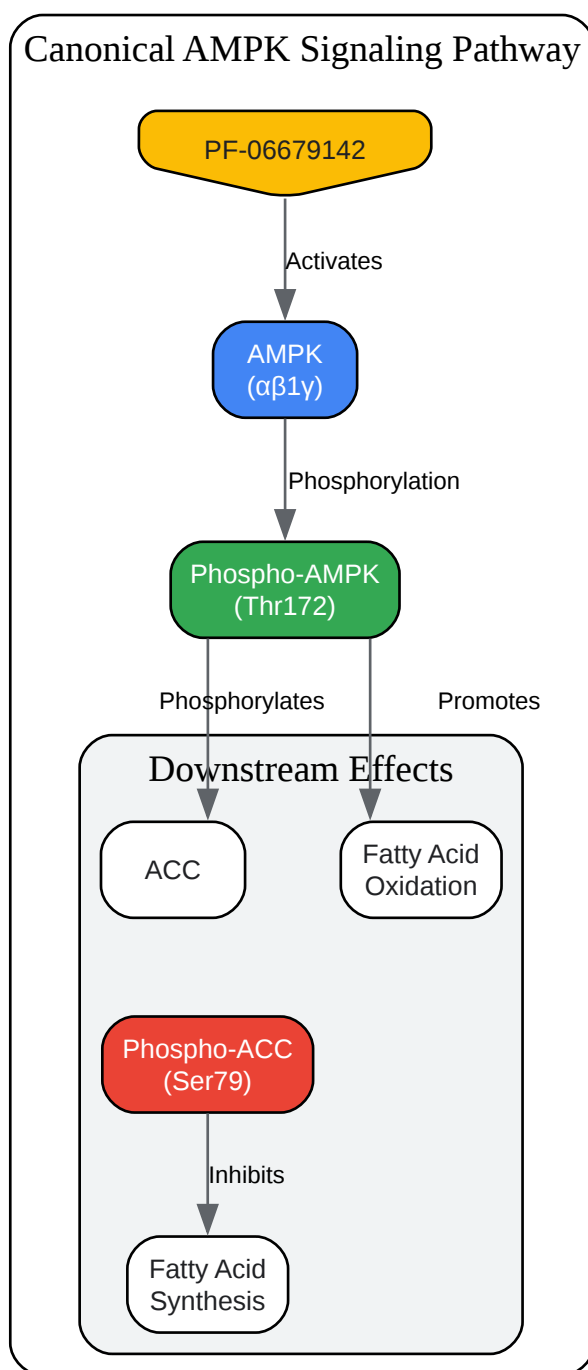 Canonical AMPK Signaling Pathway
PF-06679142
Activates
AMPK
(αβ1γ)
Phosphorylation
Phospho-AMPK
(Thr172)
Phosphorylates
Promotes
Downstream Effects
ACC
Fatty Acid
Oxidation
Phospho-ACC
(Ser79)
Inhibits
Fatty Acid
Synthesis